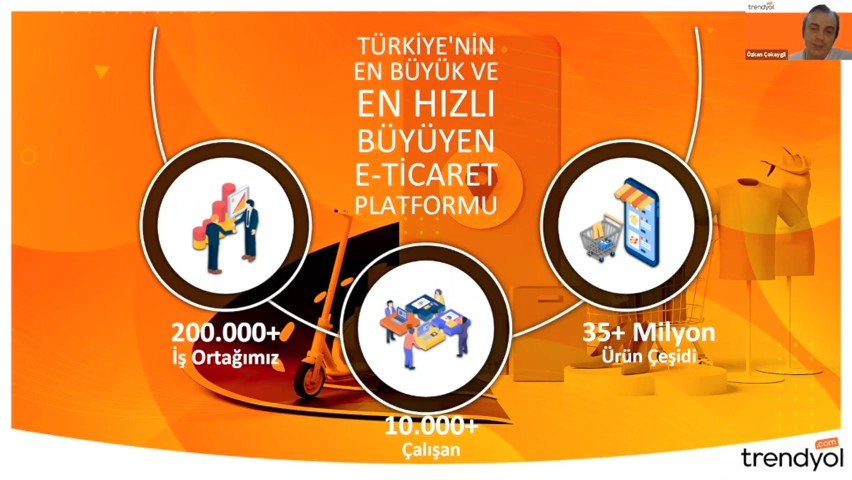 trendyol
Özkan Çokaygil
TÜRKİYE'NİN
EN BÜYÜK VE
EN HIZLI
BÜYÜYEN
E-TİCARET
PLATFORMU
200.000+
İş Ortağımız
10.000+
Çalışan
35+ Milyon
Ürün Çeşidi
.com
trendyol